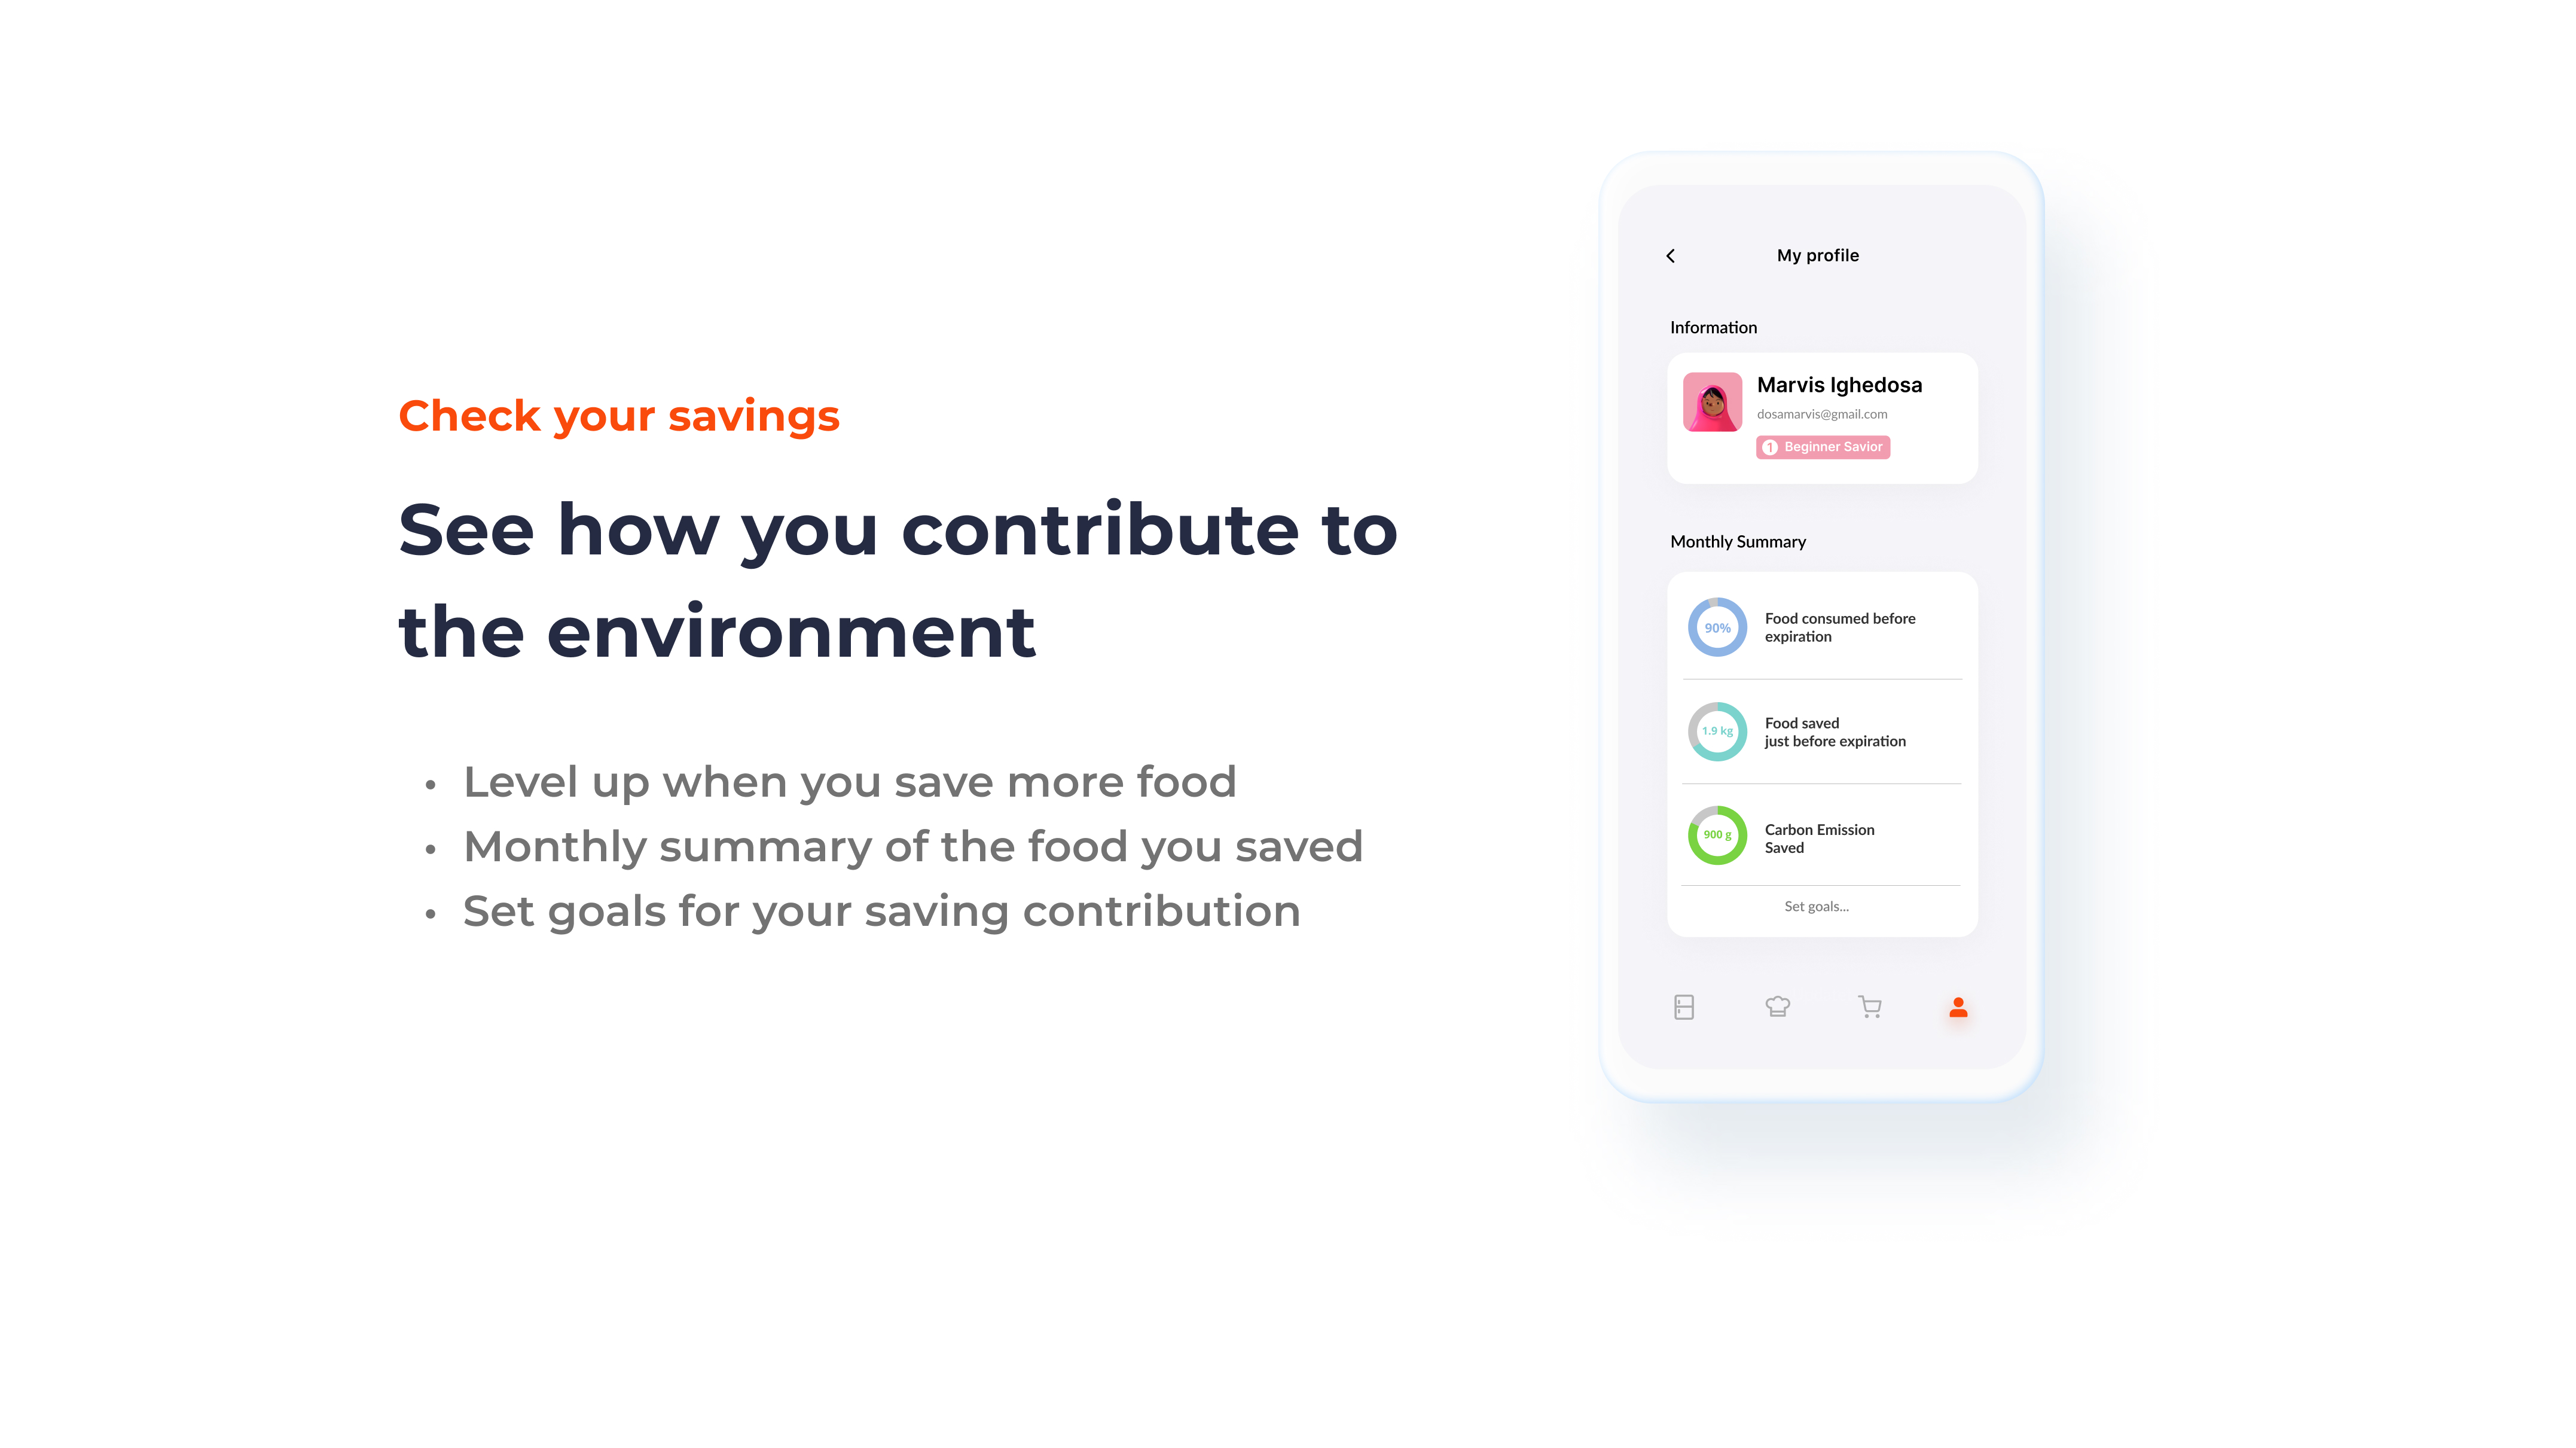 Check your savings
See how you contribute to
the environment
• Level up when you save more food
• Monthly summary of the food you saved
• Set goals for your saving contribution
My profile
Information
Marvis Ighedosa
dosamarvis@gmail.com
1 Beginner Savior
Monthly Summary
90%
Food consumed before
expiration
1.9 kg
Food saved
just before expiration
900 g
Carbon Emission
Saved
Set goals...